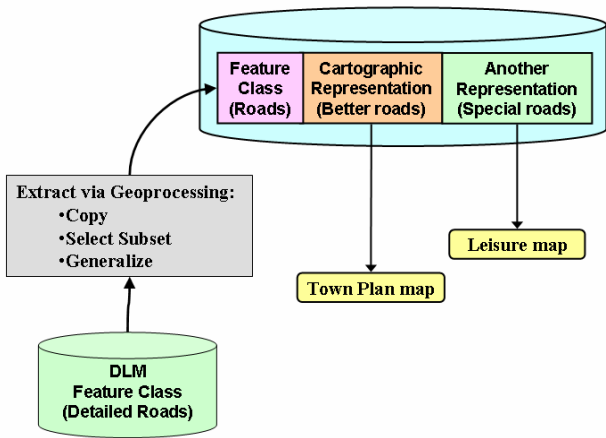 Feature
Class
(Roads)
Cartographic
Representation
(Better roads)
Another
Representation
(Special roads)
Extract via Geoprocessing:
•Copy
•Select Subset
•Generalize
Leisure map
Town Plan map
DLM
Feature Class
(Detailed Roads)